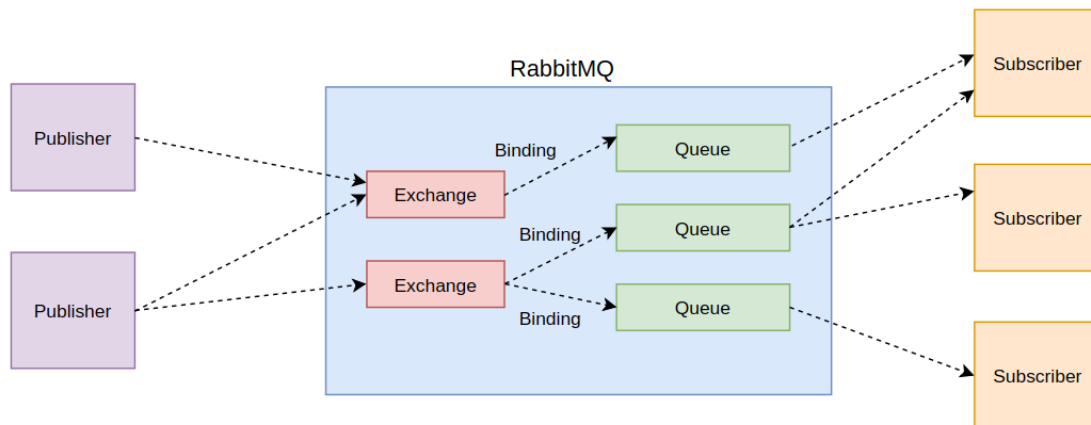 RabbitMQ
Publisher
Publisher
Exchange
Exchange
Binding
Binding
Binding
Queue
Queue
Queue
Subscriber
Subscriber
Subscriber